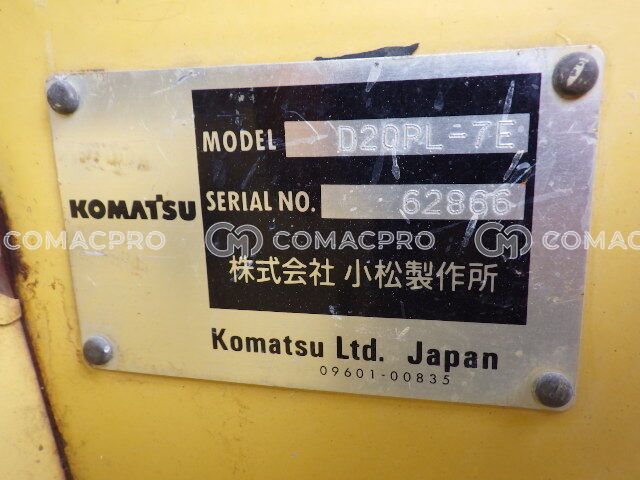 MODEL D20PL-7E
KOMATSU
SERIAL NO. 62866
COMACPRO COMACPRO COMACPRO
株式会社 小松製作所
Komatsu Ltd. Japan
09601-00835